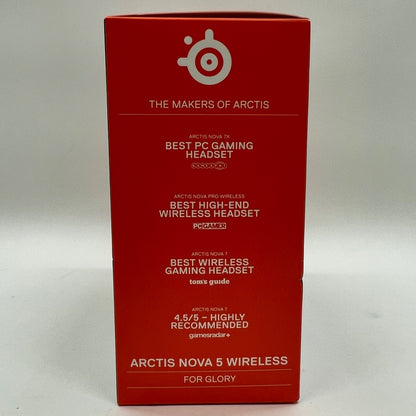 THE MAKERS OF ARCTIS
ARCTIS NOVA 7X
BEST PC GAMING
HEADSET
ARCTIS NOVA PRO WIRELESS
BEST HIGH-END
WIRELESS HEADSET
PC GAMER
ARCTIS NOVA 7
BEST WIRELESS
GAMING HEADSET
tom's guide
ARCTIS NOVA 7
4.5/5 – HIGHLY
RECOMMENDED
gamesradar+
ARCTIS NOVA 5 WIRELESS
FOR GLORY